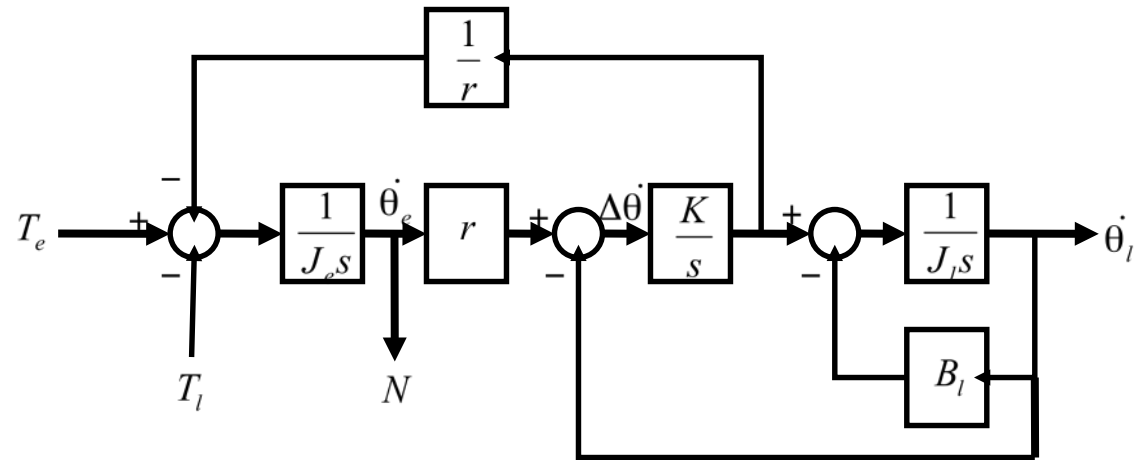 1
r
−
+
−
T_e
1
J_e s
θ̇_e
r
+
−
Δθ̇
K
s
+
−
1
J_l s
θ̇_l
T_l
N
B_l